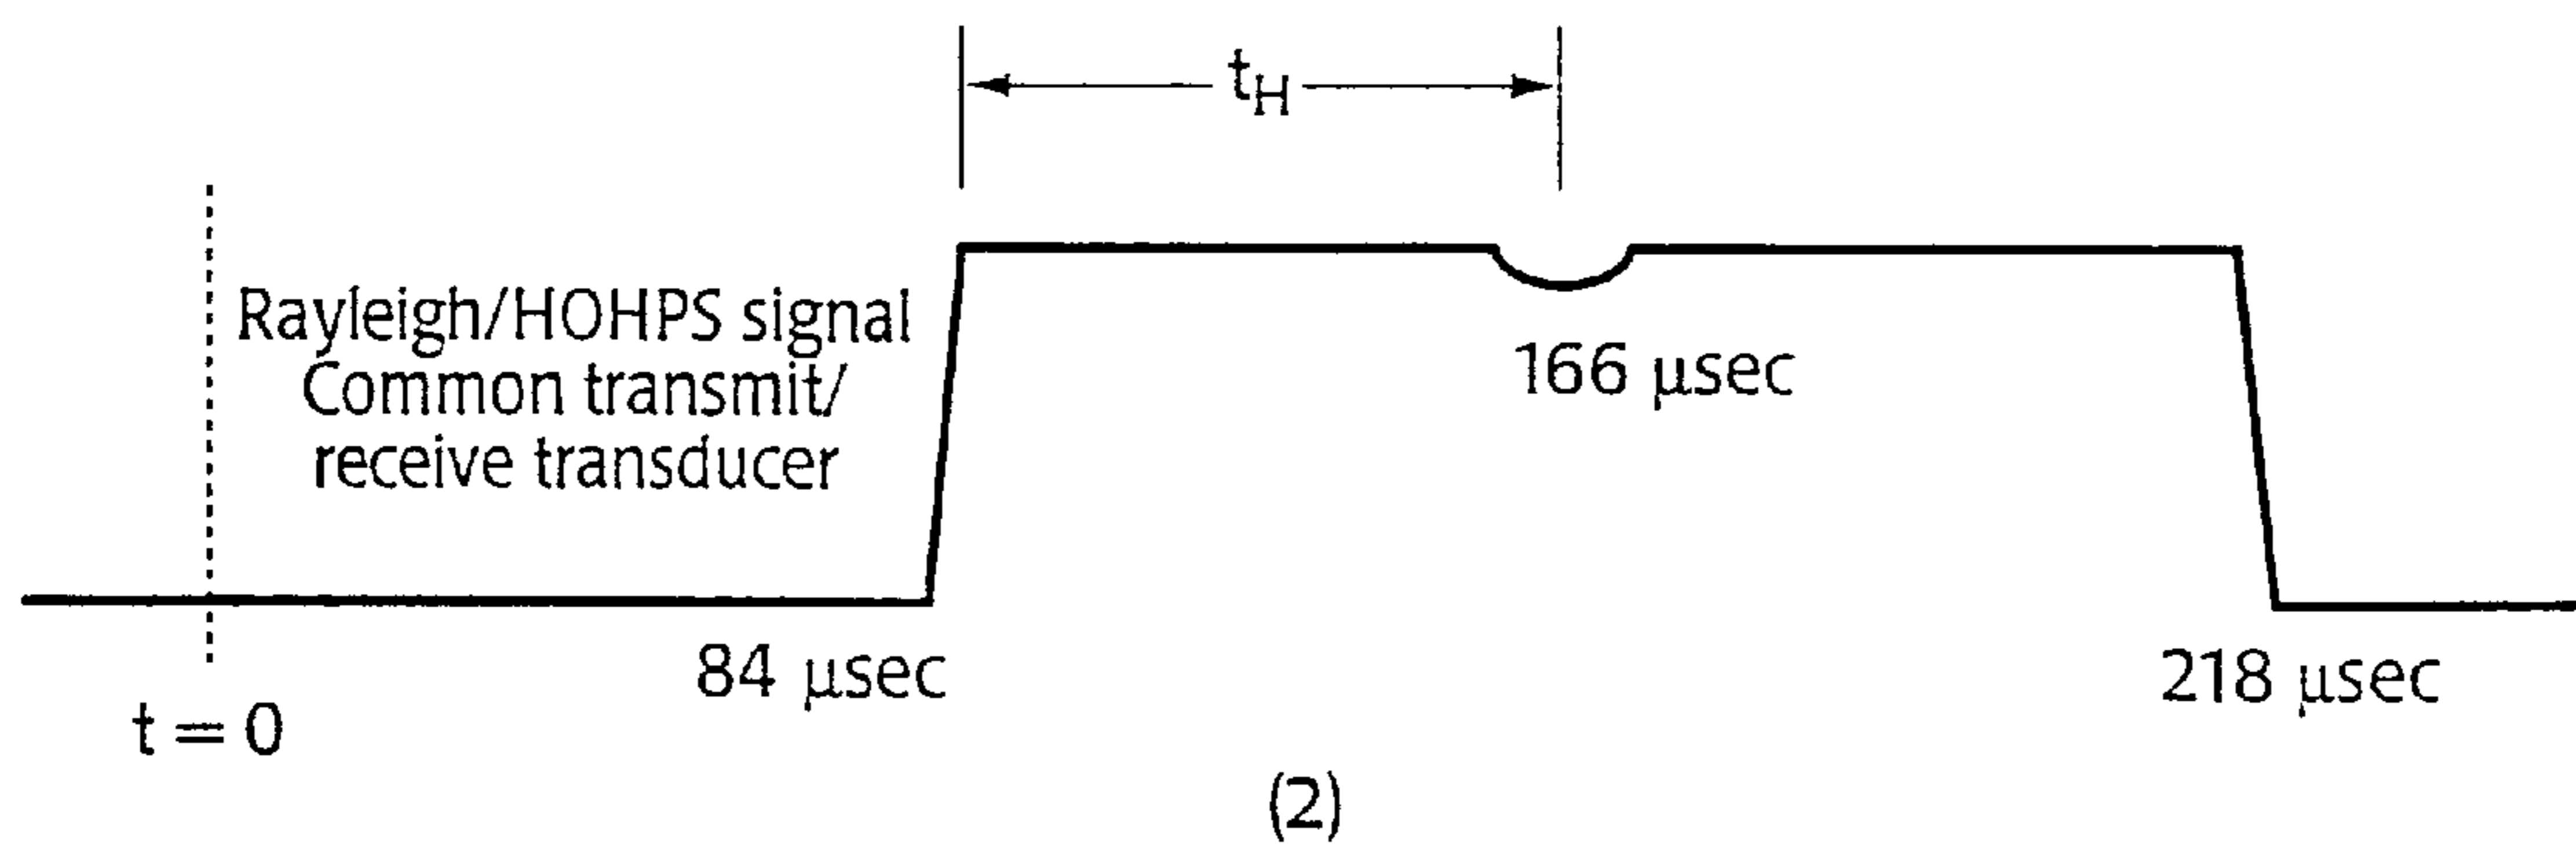 tH
Rayleigh/HOHPS signal
Common transmit/
receive transducer
166 µsec
84 µsec
218 µsec
t = 0
(2)